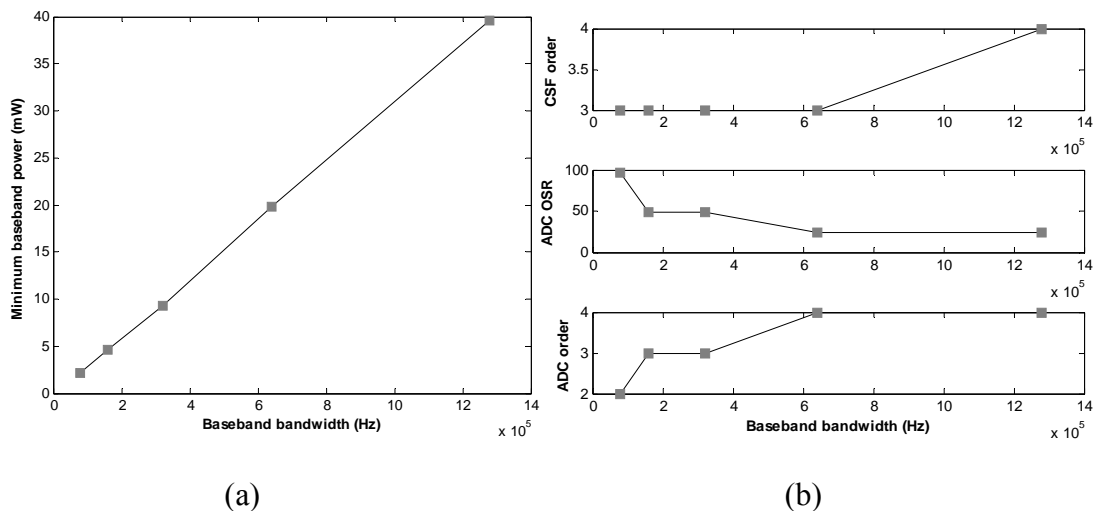 Minimum baseband power (mW)
40
35
30
25
20
15
10
5
0
0 2 4 6 8 10 12 14
x 10^5
Baseband bandwidth (Hz)
(a)
CSF order
4
3.5
3
0 2 4 6 8 10 12 14
x 10^5
ADC OSR
100
50
0
0 2 4 6 8 10 12 14
x 10^5
ADC order
4
3
2
0 2 4 6 8 10 12 14
x 10^5
Baseband bandwidth (Hz)
(b)